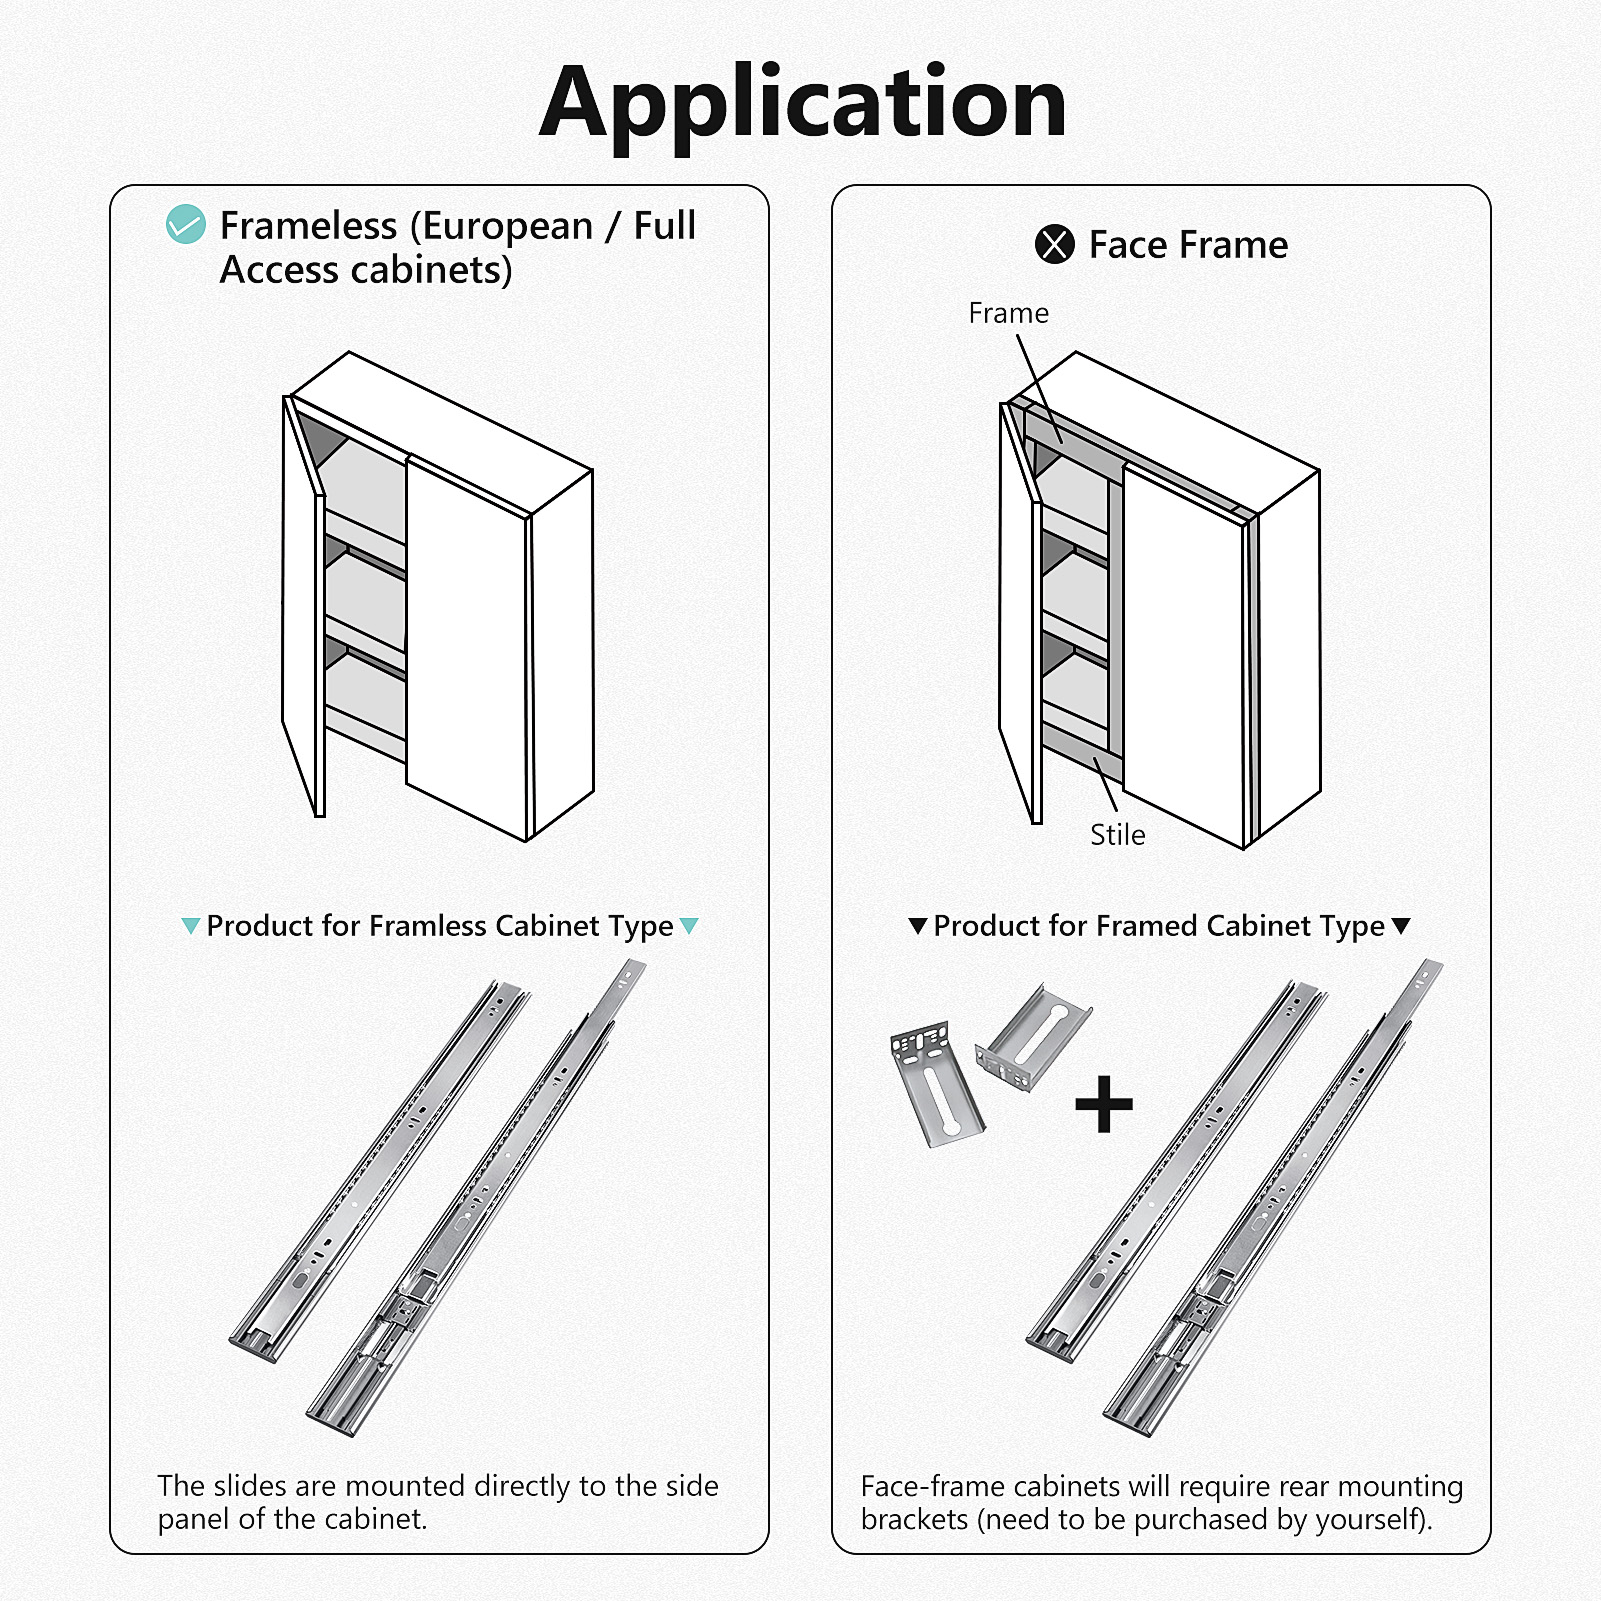 Application
Frameless (European / Full
Access cabinets)
Face Frame
Frame
Stile
Product for Framless Cabinet Type
Product for Framed Cabinet Type
The slides are mounted directly to the side
panel of the cabinet.
Face-frame cabinets will require rear mounting
brackets (need to be purchased by yourself).